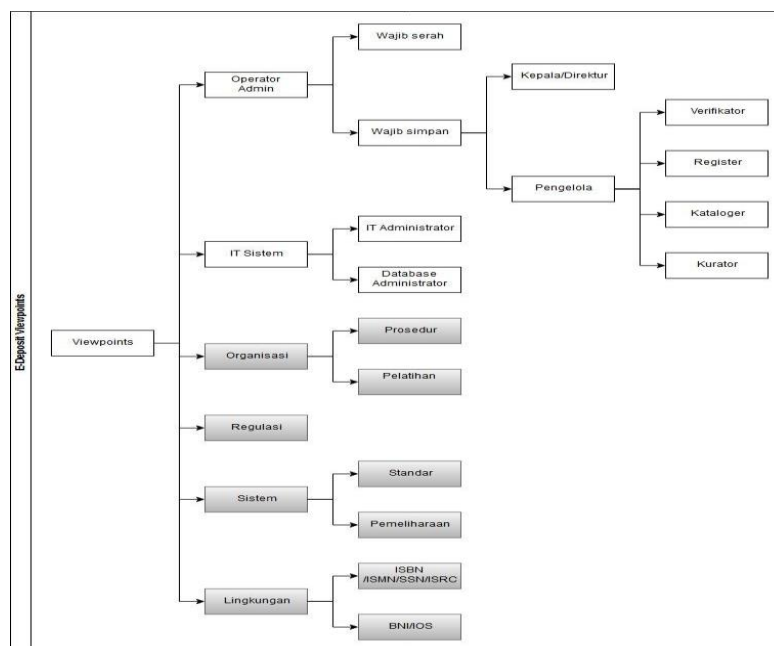 E-Deposit Viewpoints
Viewpoints
Operator
Admin
Wajib serah
Wajib simpan
Kepala/Direktur
Pengelola
Verifikator
Register
Kataloger
Kurator
IT Sistem
IT Administrator
Database
Administrator
Organisasi
Prosedur
Pelatihan
Regulasi
Sistem
Standar
Pemeliharaan
Lingkungan
ISBN
/ISMN/SSN/ISRC
BNI/IOS